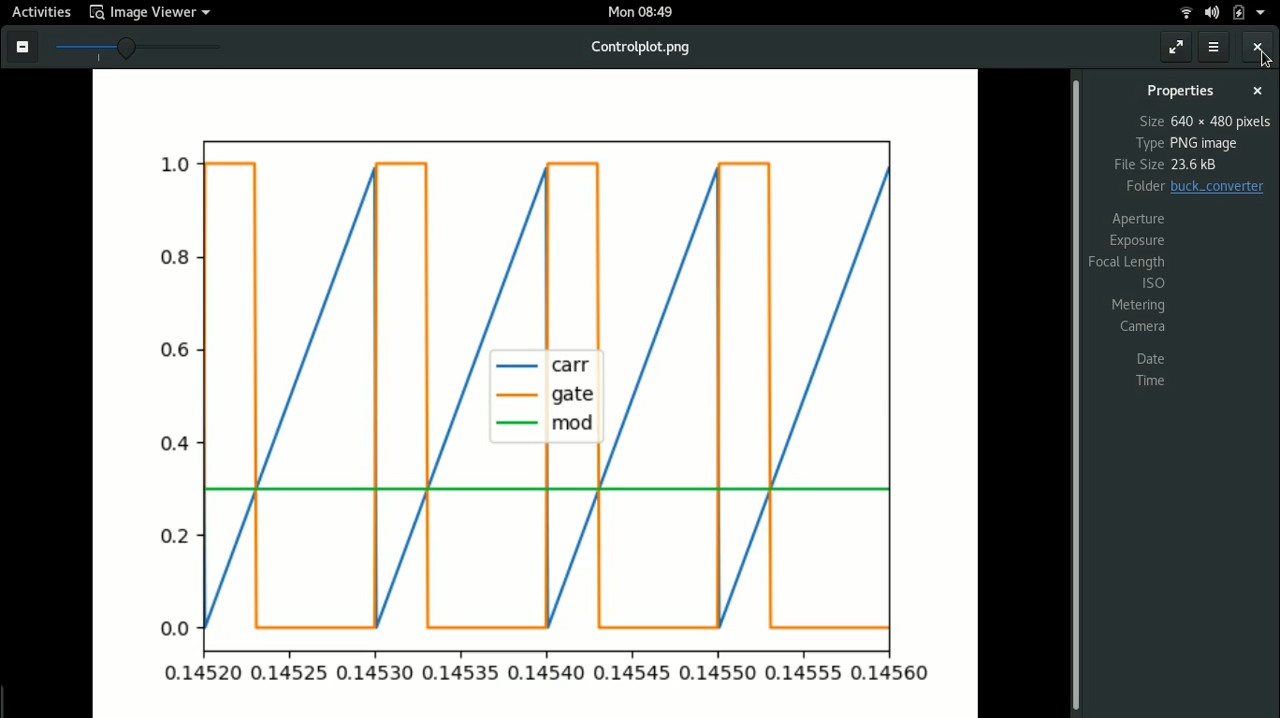 Activities Image Viewer Mon 08:49
Controlplot.png
Properties
Size 640 × 480 pixels
Type PNG image
File Size 23.6 kB
Folder buck_converter
Aperture
Exposure
Focal Length
ISO
Metering
Camera
Date
Time
1.0
0.8
0.6
0.4
0.2
0.0
carr
gate
mod
0.14520 0.14525 0.14530 0.14535 0.14540 0.14545 0.14550 0.14555 0.14560